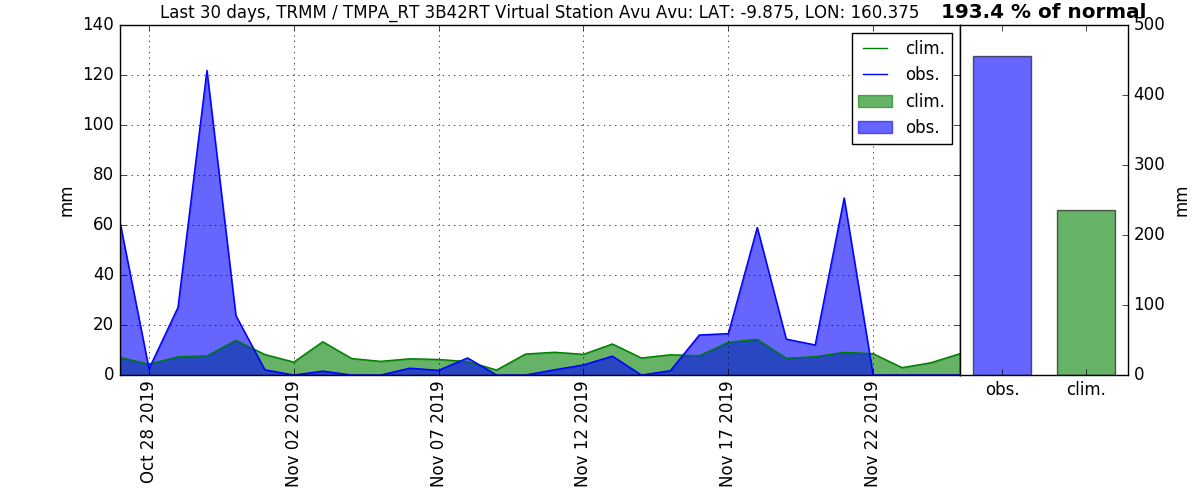 Last 30 days, TRMM / TMPA_RT 3B42RT Virtual Station Avu Avu: LAT: -9.875, LON: 160.375
193.4 % of normal
140
120
100
80
60
40
20
0
mm
clim.
obs.
clim.
obs.
Oct 28 2019
Nov 02 2019
Nov 07 2019
Nov 12 2019
Nov 17 2019
Nov 22 2019
500
400
300
200
100
0
mm
obs.
clim.